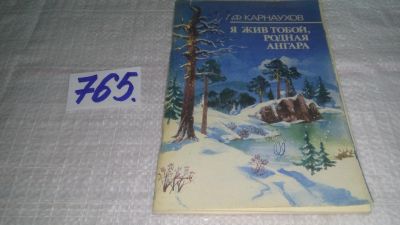 765.
Г.Ф. КАРНАУХОВ
Я ЖИВ ТОБОЙ,
РОДНАЯ
АНГАРА